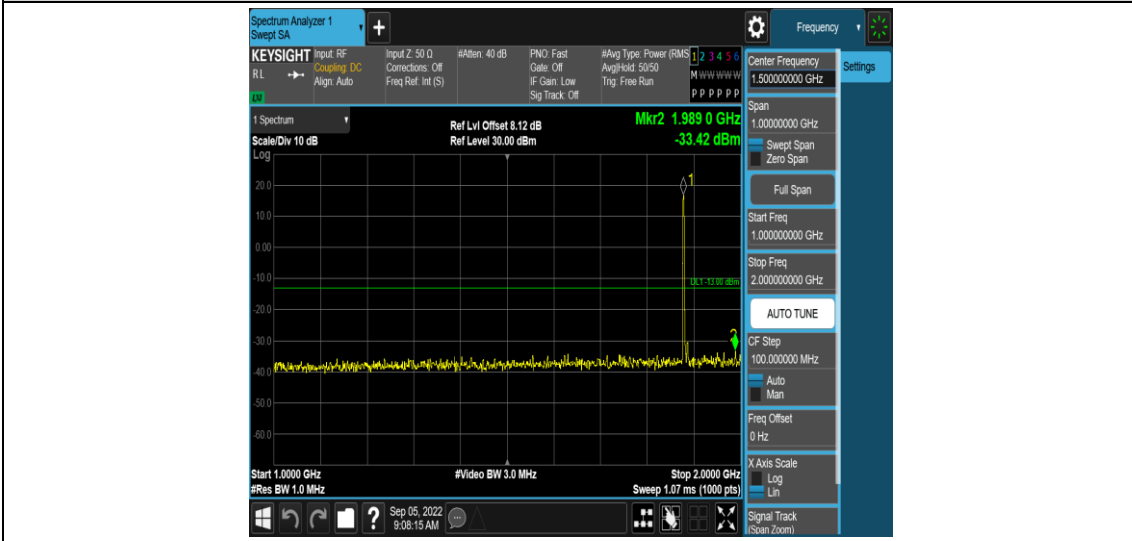 Spectrum Analyzer 1
Swept SA
+
Frequency
KEYSIGHT
RL
Input: RF
Coupling: DC
Align: Auto
Input Z: 50 Ω
Corrections: Off
Freq Ref: Int (S)
#Atten: 40 dB
PNO: Fast
Gate: Off
IF Gain: Low
Sig Track: Off
#Avg Type: Power (RMS
Avg|Hold: 50/50
Trig: Free Run
1 2 3 4 5 6
M W W W W W
P P P P P P
1 Spectrum
Scale/Div 10 dB
Log
Ref Lvl Offset 8.12 dB
Ref Level 30.00 dBm
Mkr2 1.989 0 GHz
-33.42 dBm
1
20.0
10.0
0.00
-10.0
DL1 -13.00 dBm
-20.0
-30.0
-40.0
-50.0
-60.0
Start 1.0000 GHz
#Video BW 3.0 MHz
Stop 2.0000 GHz
#Res BW 1.0 MHz
Sweep 1.07 ms (1000 pts)
?
Sep 05, 2022
9:08:15 AM
Center Frequency
1.500000000 GHz
Settings
Span
1.00000000 GHz
Swept Span
Zero Span
Full Span
Start Freq
1.000000000 GHz
Stop Freq
2.000000000 GHz
AUTO TUNE
CF Step
100.000000 MHz
Auto
Man
Freq Offset
0 Hz
X Axis Scale
Log
Lin
Signal Track
(Span Zoom)